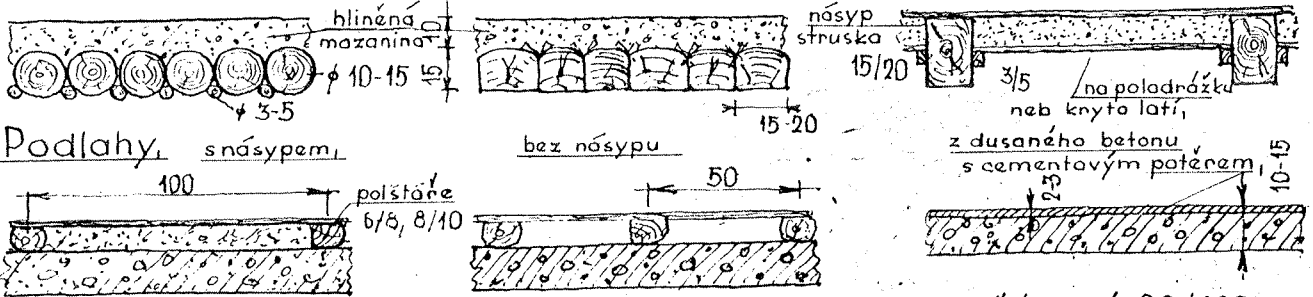 hliněná
mazanina
10
15
φ 10-15
φ 3-5
15-20
násyp
struska
15/20
3/5
na polodrážku
neb kryto latí,
Podlahy, s násypem,
100
polštáře
6/8, 8/10
bez násypu
50
z dusaného betonu
s cementovým potěrem,
2-3
10-15